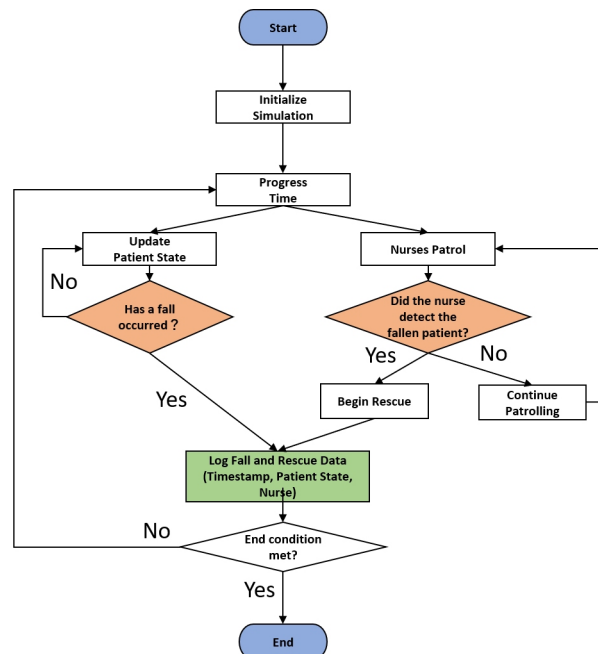 Start
Initialize
Simulation
Progress
Time
Update
Patient State
Nurses Patrol
No
Has a fall
occurred？
Did the nurse
detect the
fallen patient?
Yes
Yes
No
Begin Rescue
Continue
Patrolling
Log Fall and Rescue Data
(Timestamp, Patient State,
Nurse)
No
End condition
met?
Yes
End